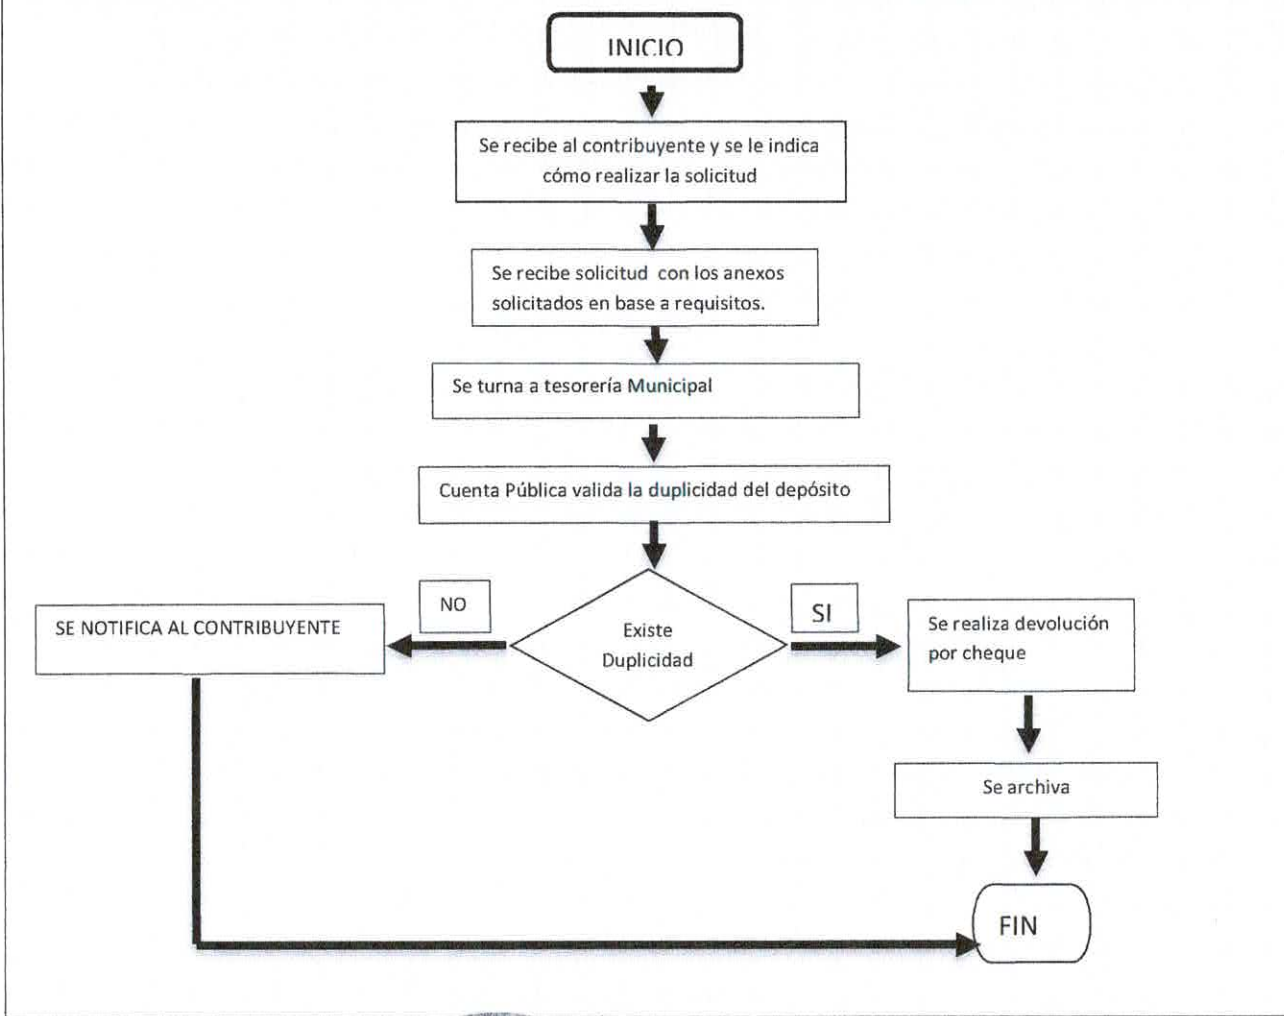 INICIO
Se recibe al contribuyente y se le indica
cómo realizar la solicitud
Se recibe solicitud con los anexos
solicitados en base a requisitos.
Se turna a tesorería Municipal
Cuenta Pública valida la duplicidad del depósito
NO
SI
SE NOTIFICA AL CONTRIBUYENTE
Existe
Duplicidad
Se realiza devolución
por cheque
Se archiva
FIN